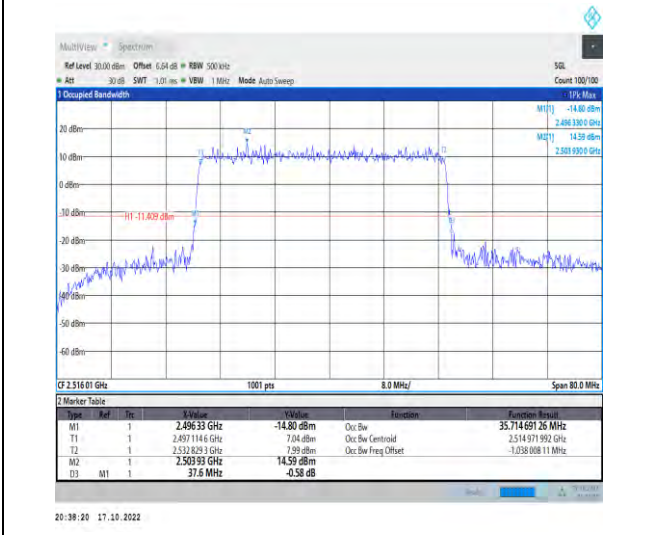 MultiView Spectrum
Ref Level 30.00 dBm Offset 6.64 dB RBW 500 kHz SGL
Att 30 dB SWT 1.01 ms VBW 1 MHz Mode Auto Sweep Count 100/100
1 Occupied Bandwidth 1Pk Max
M1[1] -14.80 dBm
2.496 330 0 GHz
M2[1] 14.59 dBm
2.503 930 0 GHz
20 dBm
M2
T1
T2
10 dBm
0 dBm
-10 dBm
H1 -11.409 dBm
M1
D3
-20 dBm
-30 dBm
-40 dBm
-50 dBm
-60 dBm
CF 2.516 01 GHz 1001 pts 8.0 MHz/ Span 80.0 MHz
2 Marker Table
Type Ref Trc X-Value Y-Value Function Function Result
M1 1 2.496 33 GHz -14.80 dBm Occ Bw 35.714 691 26 MHz
T1 1 2.497 114 6 GHz 7.04 dBm Occ Bw Centroid 2.514 971 992 GHz
T2 1 2.532 829 3 GHz 7.99 dBm Occ Bw Freq Offset -1.038 008 11 MHz
M2 1 2.503 93 GHz 14.59 dBm
D3 M1 1 37.6 MHz -0.58 dB
20:38:20 17.10.2022